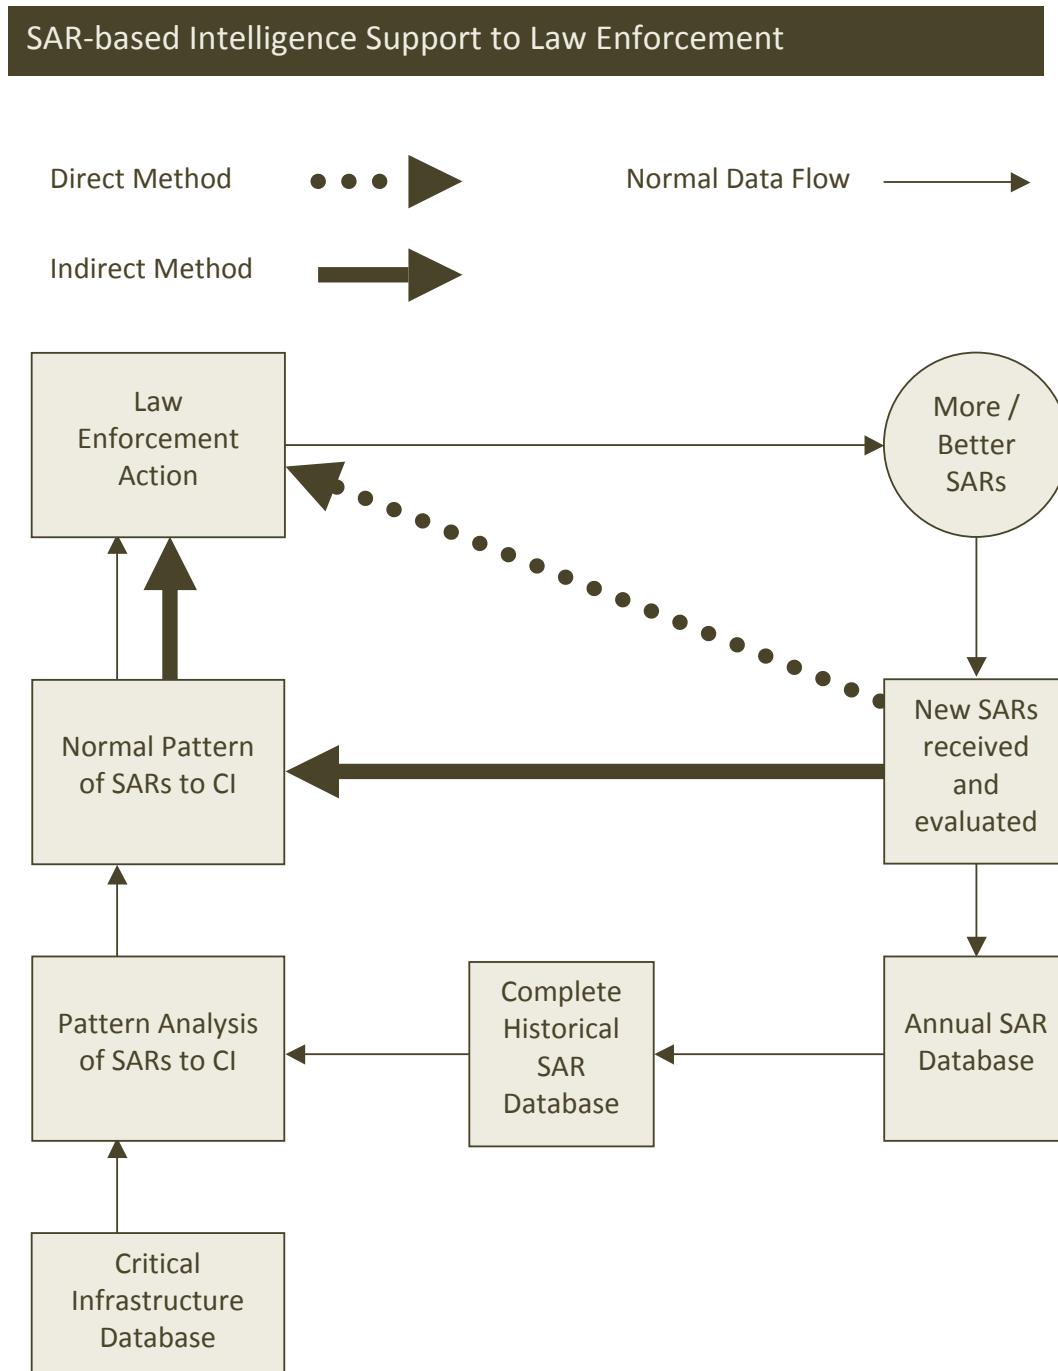 SAR-based Intelligence Support to Law Enforcement
Direct Method
Normal Data Flow
Indirect Method
Law
Enforcement
Action
More /
Better
SARs
Normal Pattern
of SARs to CI
New SARs
received
and
evaluated
Pattern Analysis
of SARs to CI
Complete
Historical
SAR
Database
Annual SAR
Database
Critical
Infrastructure
Database